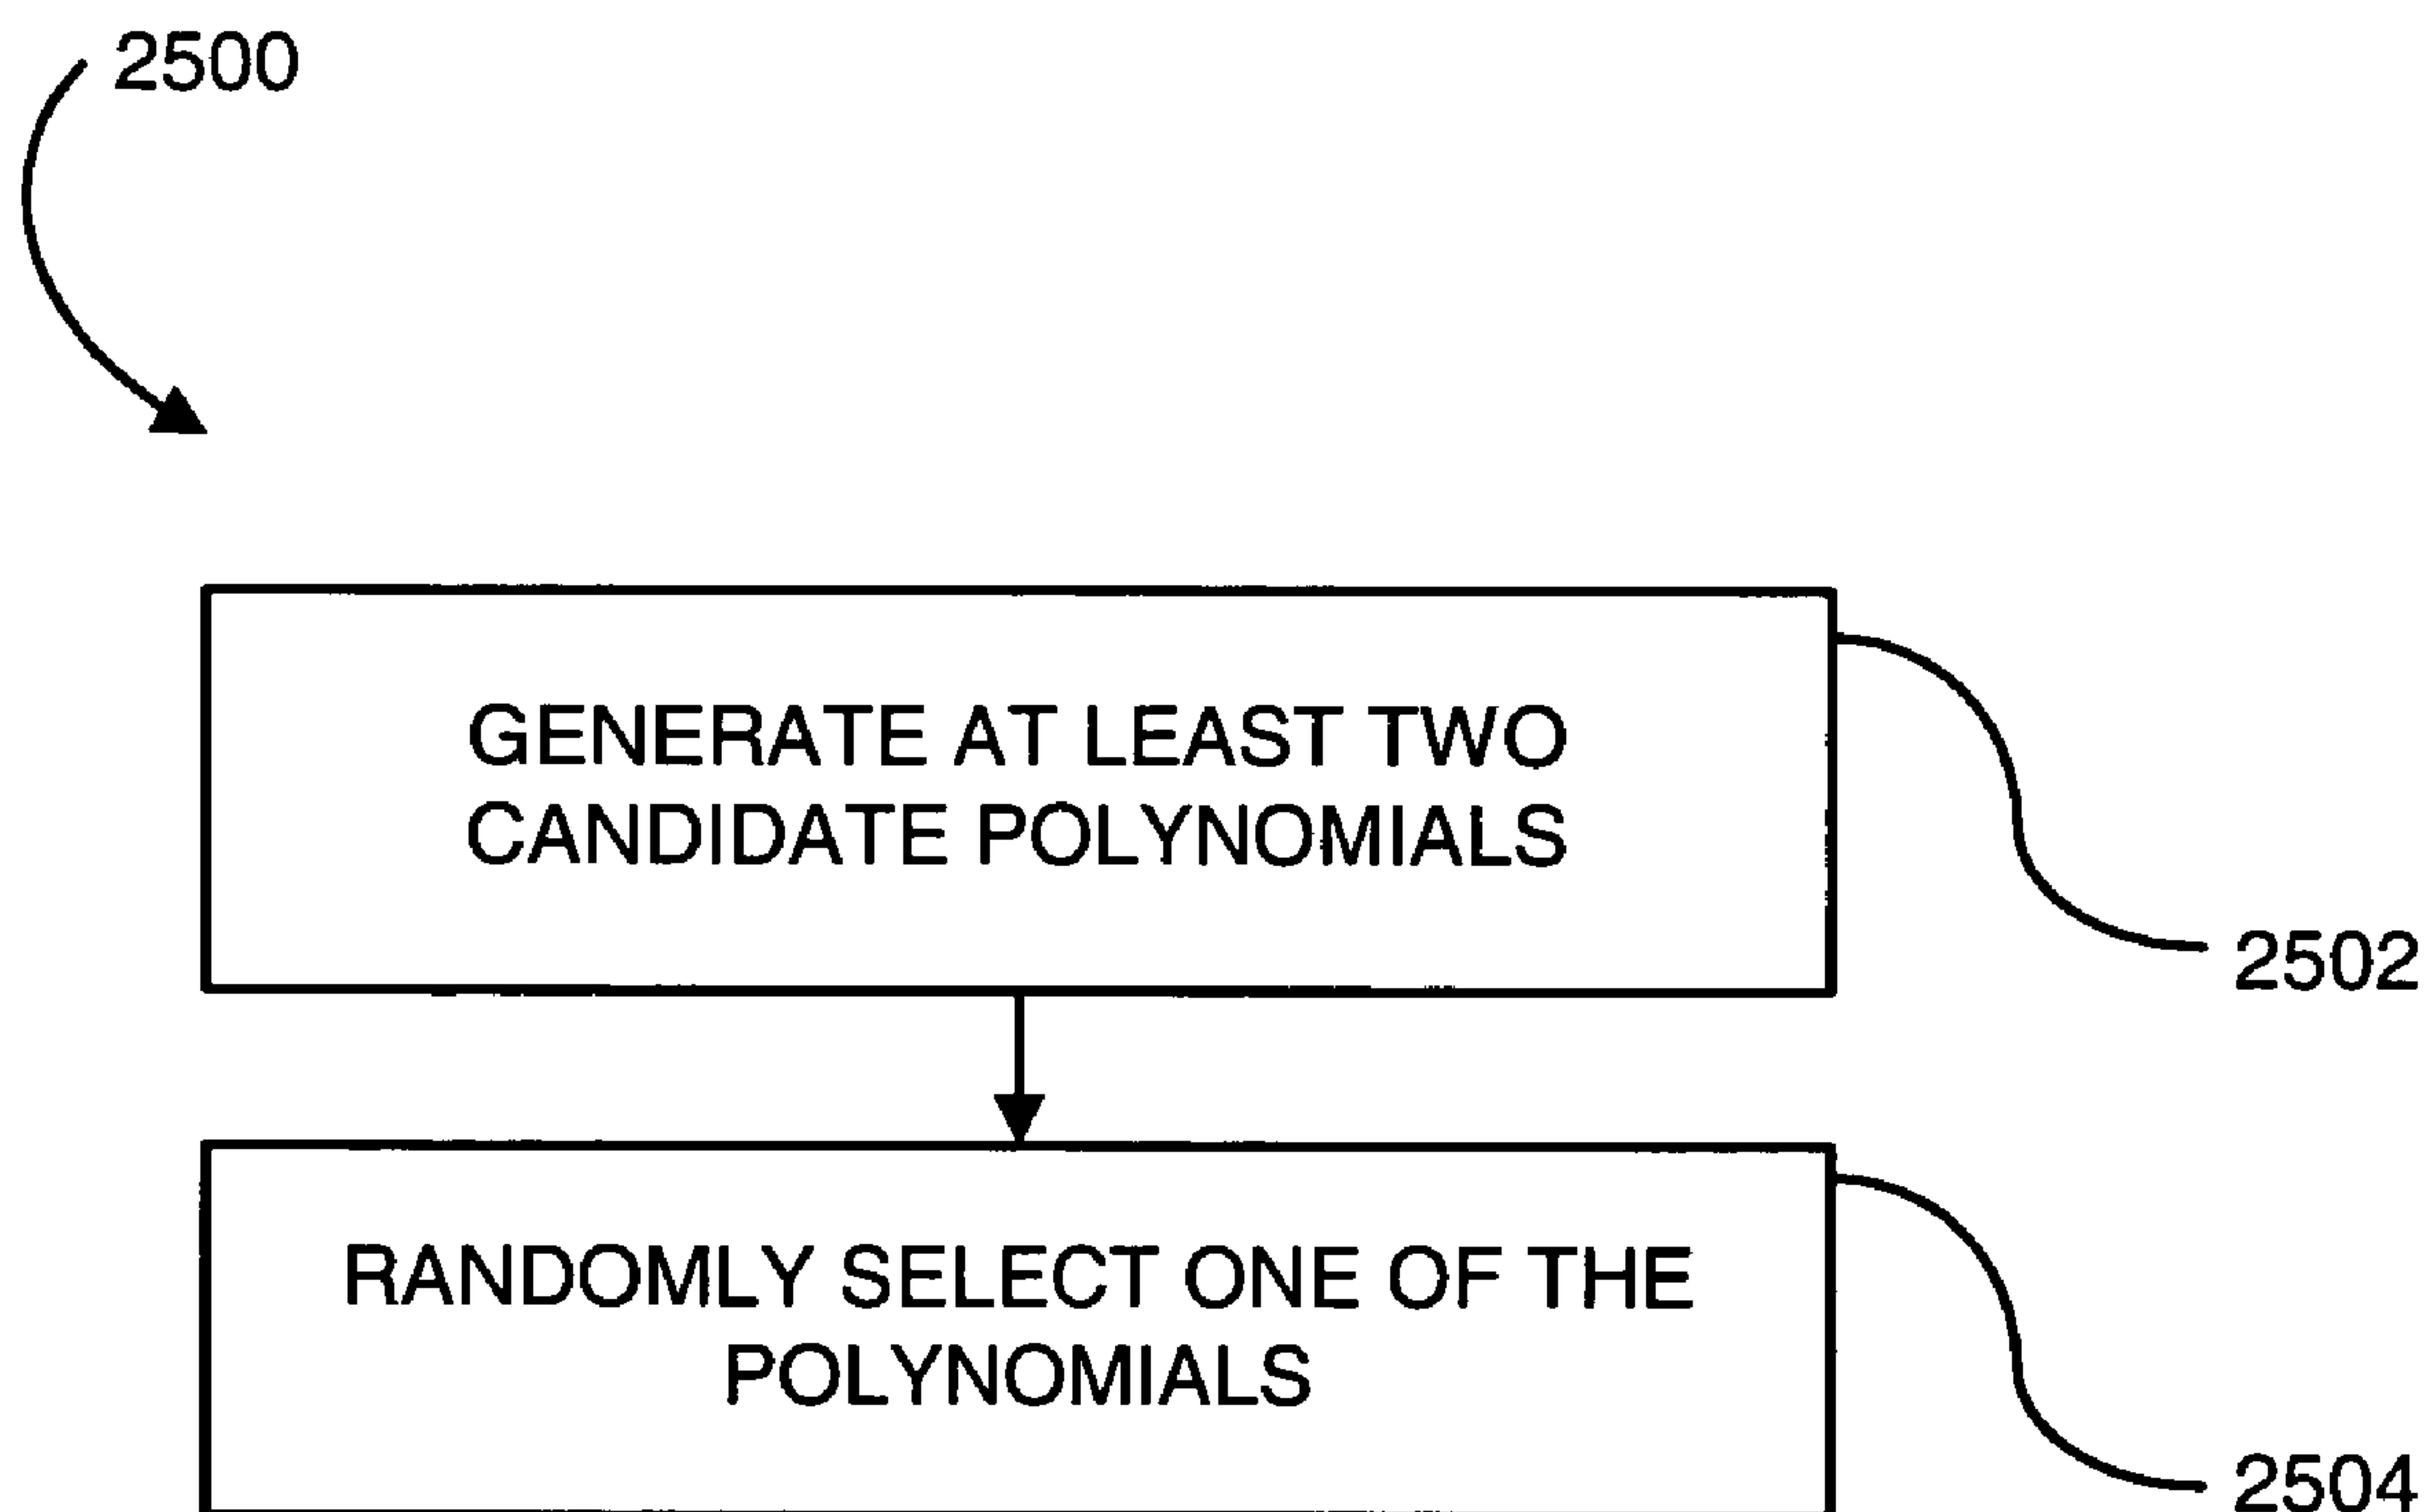 2500
GENERATE AT LEAST TWO
CANDIDATE POLYNOMIALS
2502
RANDOMLY SELECT ONE OF THE
POLYNOMIALS
2504